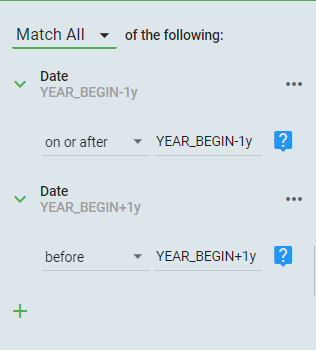 Match All of the following:
Date
YEAR_BEGIN-1y
on or after YEAR_BEGIN-1y ?
Date
YEAR_BEGIN+1y
before YEAR_BEGIN+1y ?